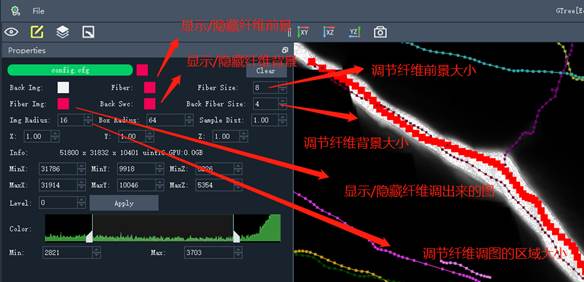 File
GTree[
XY XZ YZ
Properties
显示/隐藏纤维前景
显示/隐藏纤维背景
config.cfg Clear
Back Img: Fiber: Fiber Size: 8
Fiber Img: Back Swc: Back Fiber Size: 4
Img Radius: 16 Box Radius: 64 Sample Dist: 1.00
X: 1.00 Y: 1.00 Z: 1.00
Info: 51800 x 31832 x 10401 uint16 GPU:0.0GB
MinX: 31786 MinY: 9918 MinZ:
MaxX: 31914 MaxY: 10046 MaxZ: 5354
Level: 0 Apply
Color:
Min: 2821 Max: 3703
调节纤维前景大小
调节纤维背景大小
显示/隐藏纤维调出来的图
调节纤维调图的区域大小